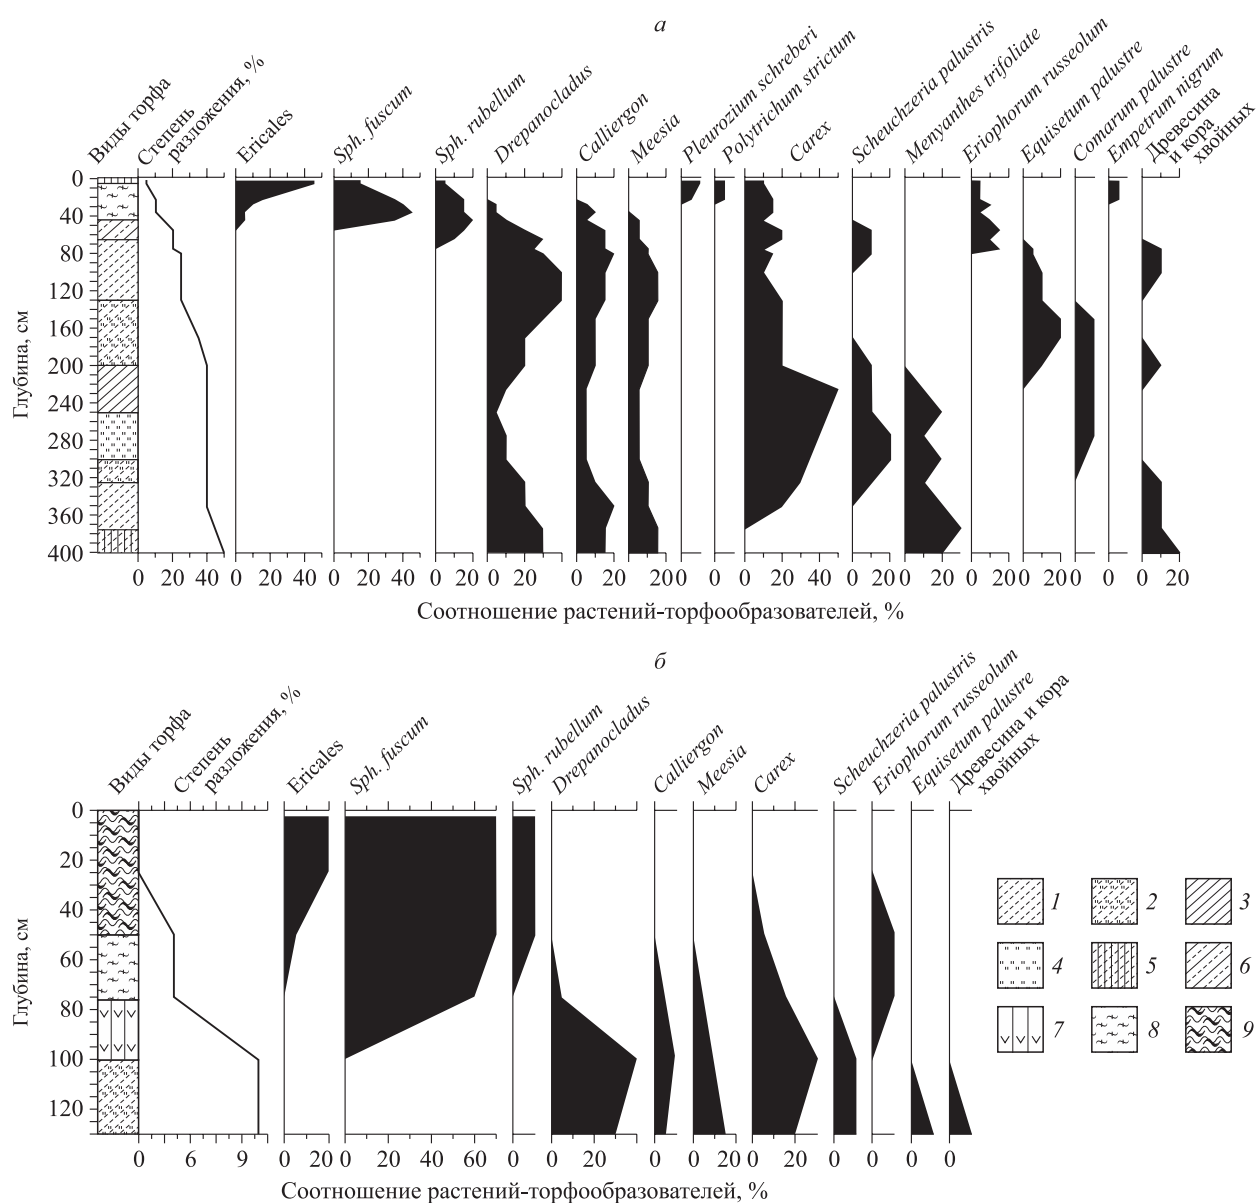 а
Виды торфа
Степень
разложения, %
Ericales
Sph. fuscum
Sph. rubellum
Drepanocladus
Calliergon
Meesia
Pleurozium schreberi
Polytrichum strictum
Carex
Scheuchzeria palustris
Menyanthes trifoliate
Eriophorum russeolum
Equisetum palustre
Comarum palustre
Empetrum nigrum
Древесина
и кора
хвойных
Глубина, см
0
40
80
120
160
200
240
280
320
360
400
0 20 40 0 20 40 0 20 40 0 20 0 20 0 20 0 20 0 0 0 20 40 0 20 0 20 0 20 0 20 0 0 0 20
Соотношение растений-торфообразователей, %
б
Виды торфа
Степень
разложения, %
Ericales
Sph. fuscum
Sph. rubellum
Drepanocladus
Calliergon
Meesia
Carex
Scheuchzeria palustris
Eriophorum russeolum
Equisetum palustre
Древесина и кора
хвойных
Глубина, см
0
20
40
60
80
100
120
0 6 9 0 20 0 20 40 60 0 0 20 0 0 20 0 20 0 0 0 0
Соотношение растений-торфообразователей, %
1 2 3
4 5 6
7 8 9